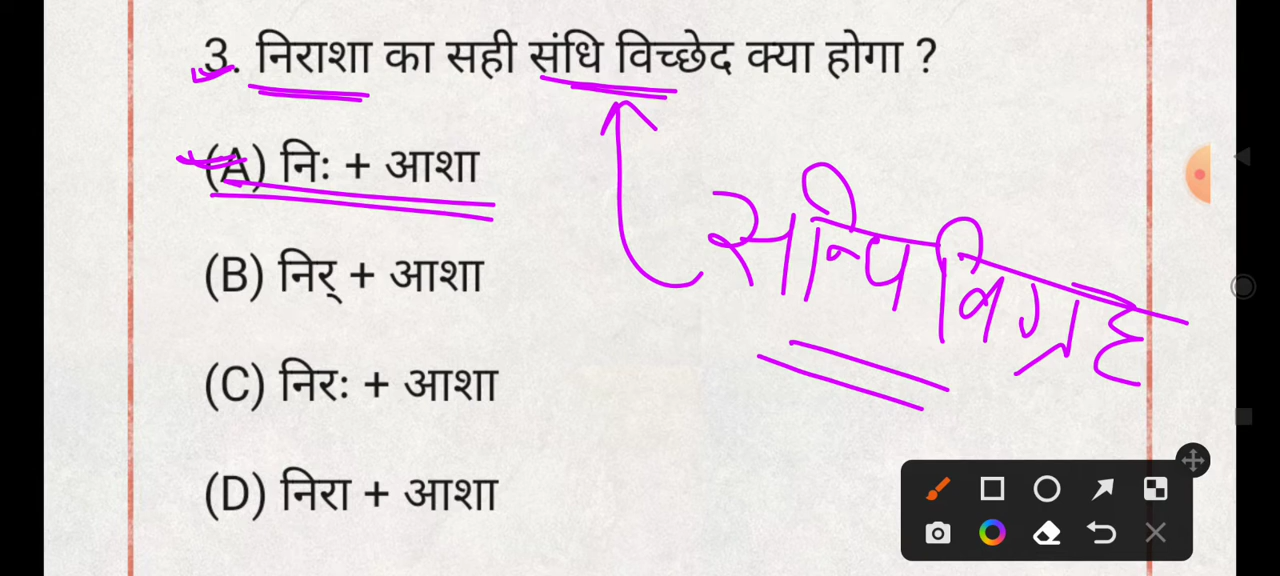 3. निराशा का सही संधि विच्छेद क्या होगा ?
(A) निः + आशा
सन्धि विग्रह
(B) निर् + आशा
(C) निरः + आशा
(D) निरा + आशा